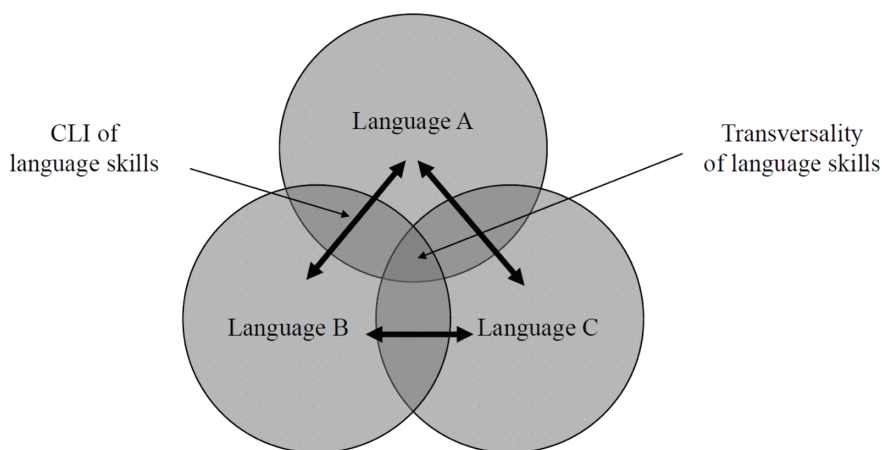 Language A
CLI of
language skills
Transversality
of language skills
Language B
Language C